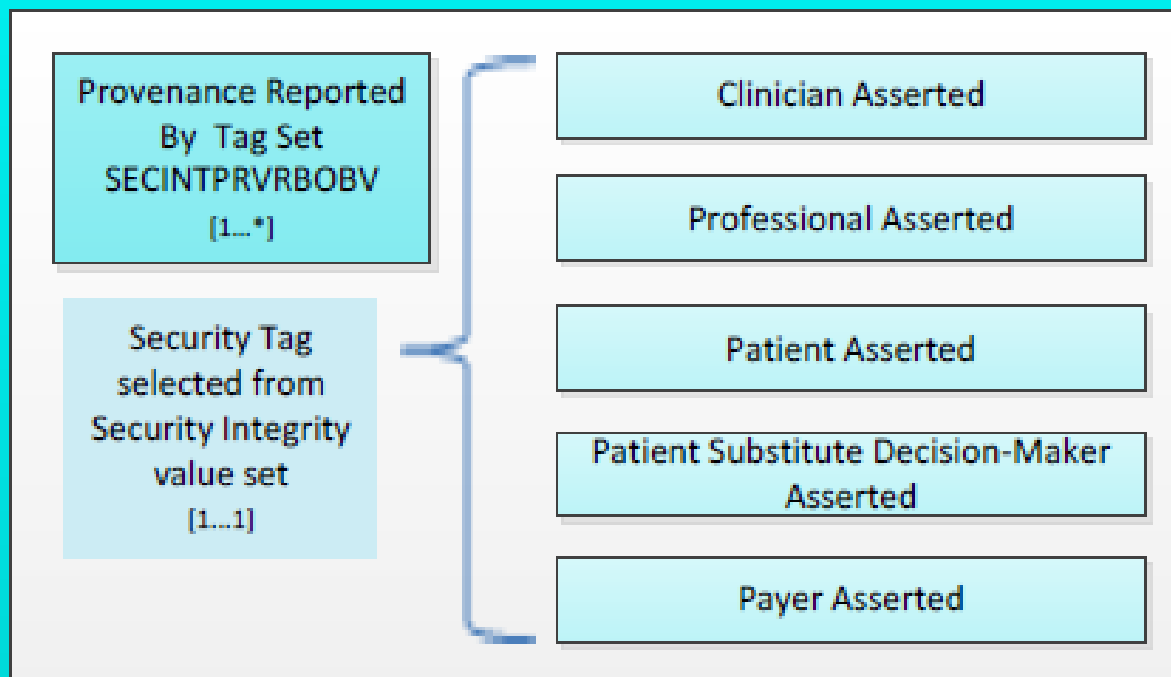 Provenance Reported
By Tag Set
SECINTPRVRBOBV
[1...*]
Security Tag
selected from
Security Integrity
value set
[1...1]
Clinician Asserted
Professional Asserted
Patient Asserted
Patient Substitute Decision-Maker
Asserted
Payer Asserted